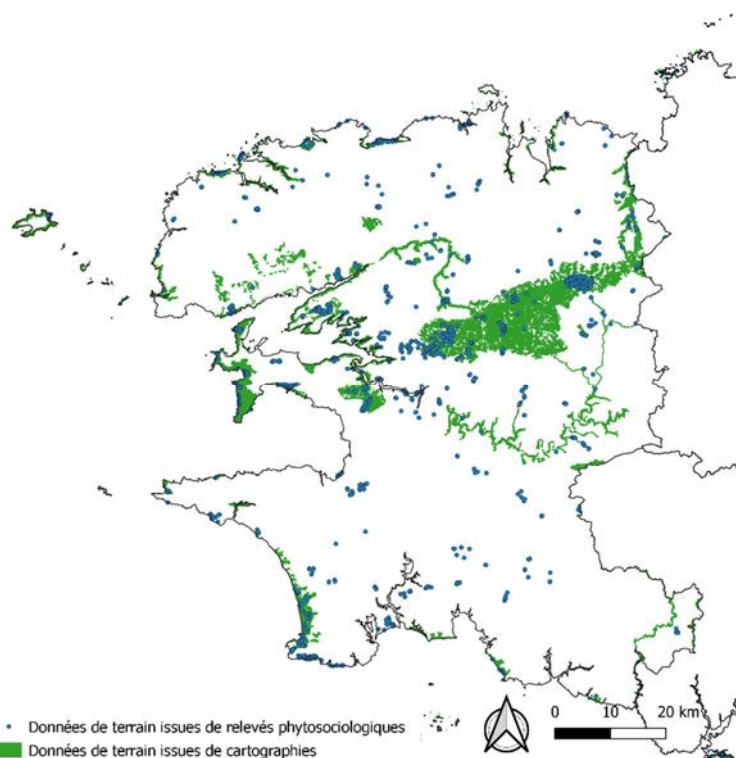 Données de terrain issues de relevés phytosociologiques
Données de terrain issues de cartographies
0 10 20 km